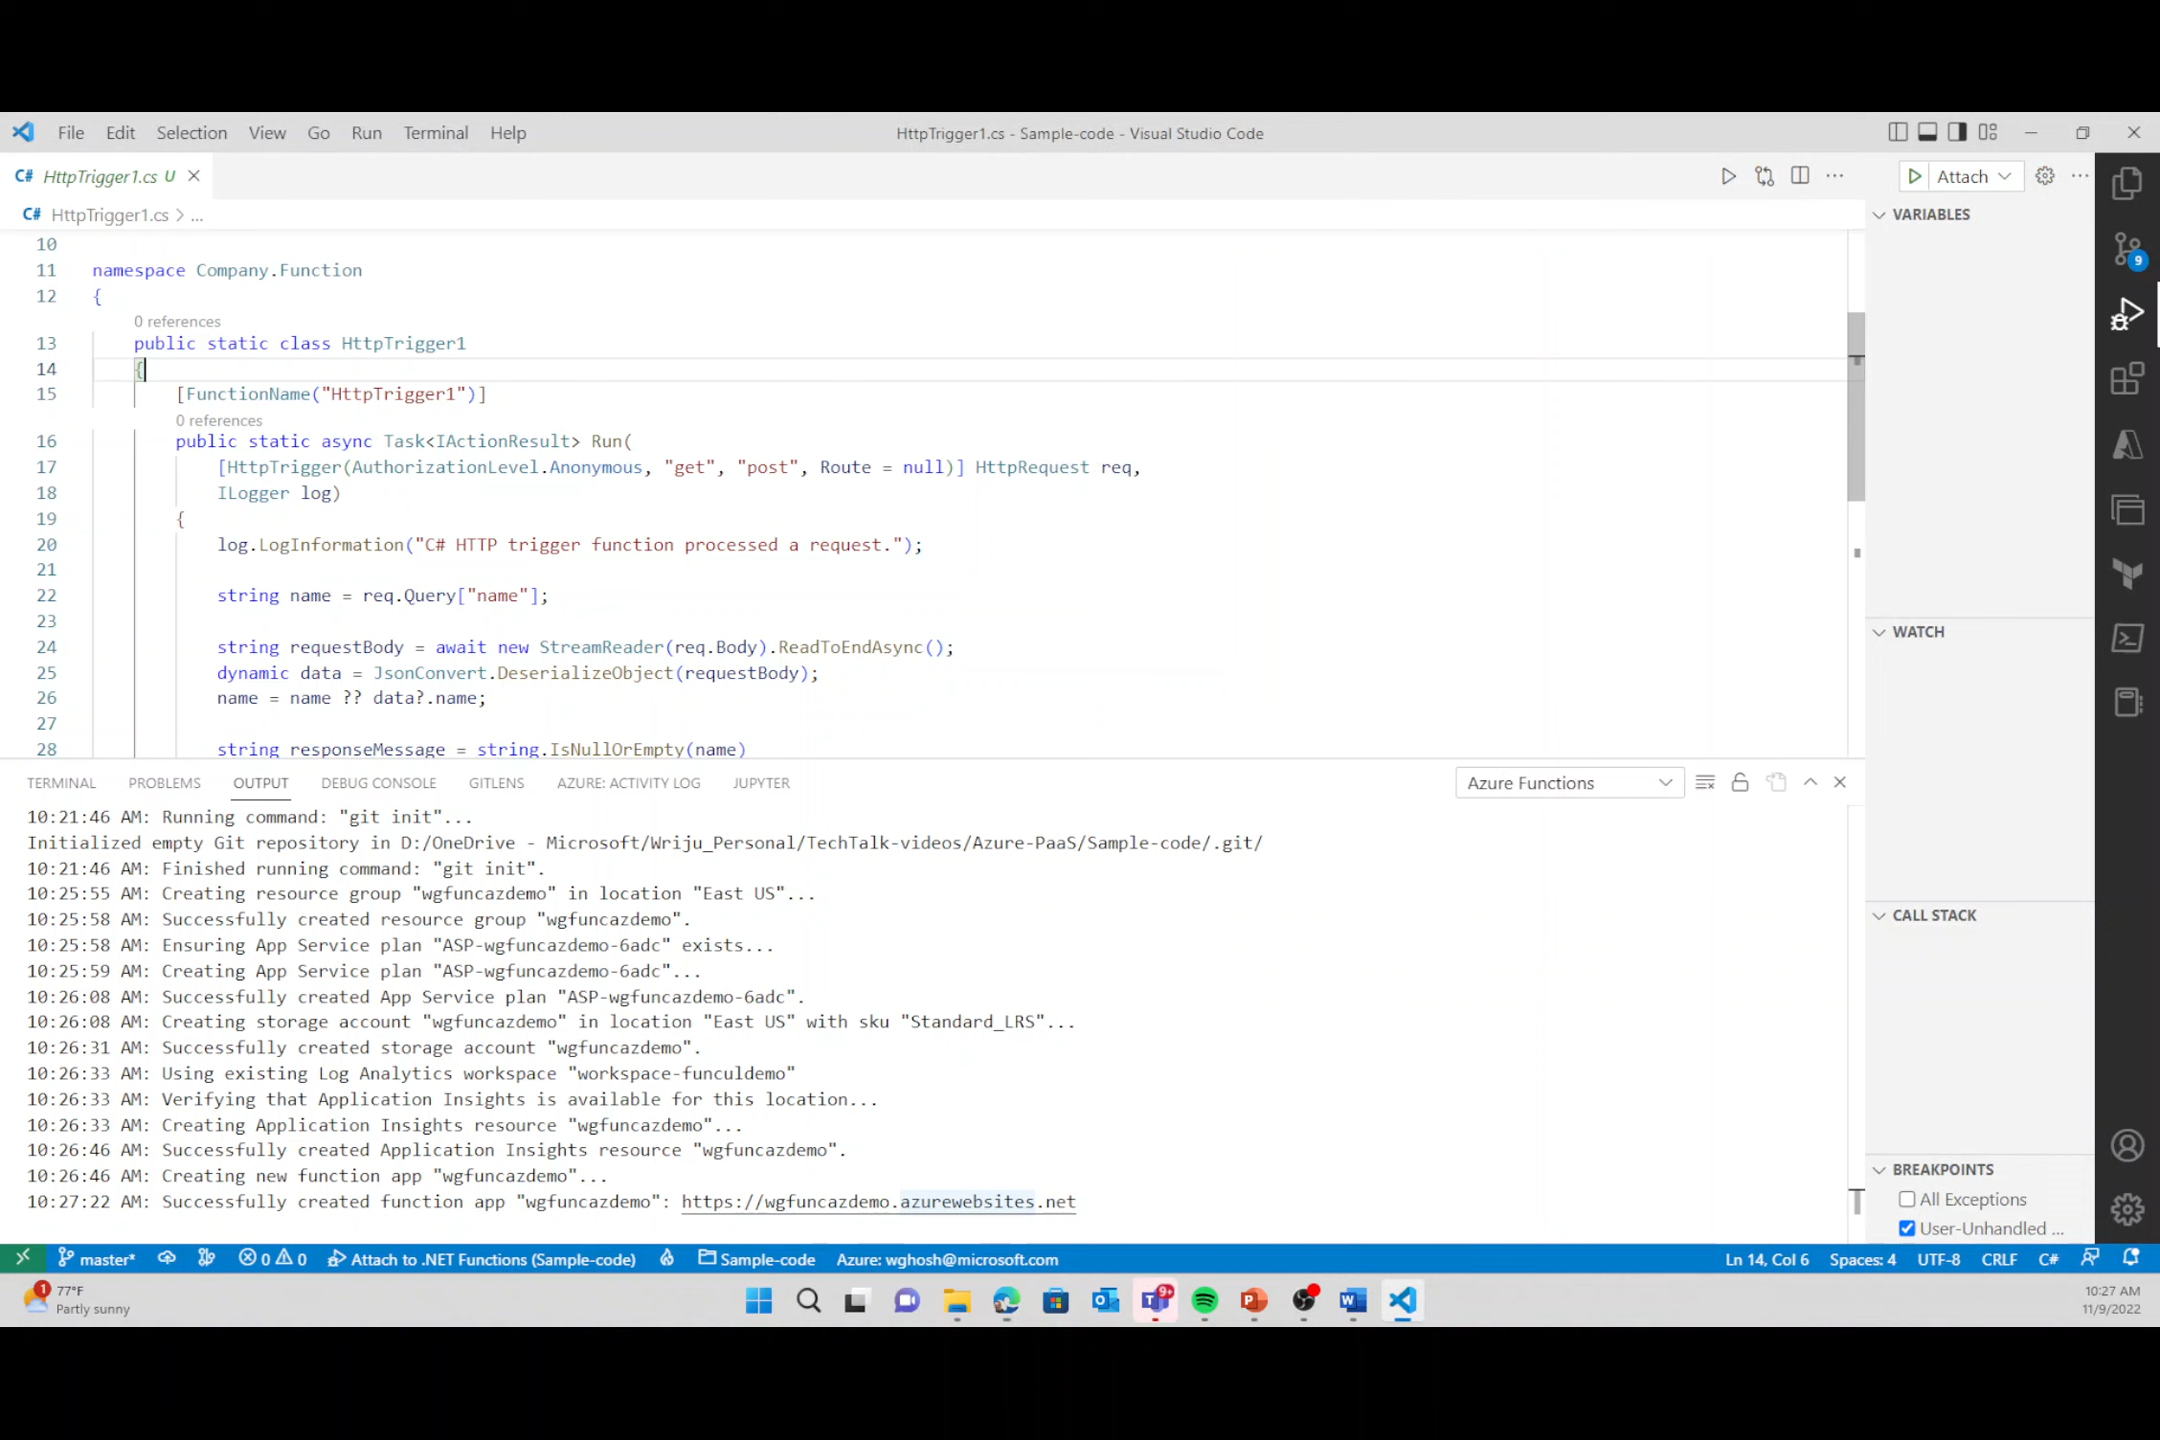 File Edit Selection View Go Run Terminal Help
HttpTrigger1.cs - Sample-code - Visual Studio Code
C# HttpTrigger1.cs U
Attach
C# HttpTrigger1.cs > ...
VARIABLES
10
11 namespace Company.Function
12 {
0 references
13 public static class HttpTrigger1
14 {
15 [FunctionName("HttpTrigger1")]
0 references
16 public static async Task<IActionResult> Run(
17 [HttpTrigger(AuthorizationLevel.Anonymous, "get", "post", Route = null)] HttpRequest req,
18 ILogger log)
19 {
20 log.LogInformation("C# HTTP trigger function processed a request.");
21
22 string name = req.Query["name"];
23
24 string requestBody = await new StreamReader(req.Body).ReadToEndAsync();
25 dynamic data = JsonConvert.DeserializeObject(requestBody);
26 name = name ?? data?.name;
27
28 string responseMessage = string.IsNullOrEmpty(name)
9
WATCH
CALL STACK
BREAKPOINTS
All Exceptions
User-Unhandled ...
TERMINAL PROBLEMS OUTPUT DEBUG CONSOLE GITLENS AZURE: ACTIVITY LOG JUPYTER
Azure Functions
10:21:46 AM: Running command: "git init"...
Initialized empty Git repository in D:/OneDrive - Microsoft/Wriju_Personal/TechTalk-videos/Azure-PaaS/Sample-code/.git/
10:21:46 AM: Finished running command: "git init".
10:25:55 AM: Creating resource group "wgfuncazdemo" in location "East US"...
10:25:58 AM: Successfully created resource group "wgfuncazdemo".
10:25:58 AM: Ensuring App Service plan "ASP-wgfuncazdemo-6adc" exists...
10:25:59 AM: Creating App Service plan "ASP-wgfuncazdemo-6adc"...
10:26:08 AM: Successfully created App Service plan "ASP-wgfuncazdemo-6adc".
10:26:08 AM: Creating storage account "wgfuncazdemo" in location "East US" with sku "Standard_LRS"...
10:26:31 AM: Successfully created storage account "wgfuncazdemo".
10:26:33 AM: Using existing Log Analytics workspace "workspace-funculdemo"
10:26:33 AM: Verifying that Application Insights is available for this location...
10:26:33 AM: Creating Application Insights resource "wgfuncazdemo"...
10:26:46 AM: Successfully created Application Insights resource "wgfuncazdemo".
10:26:46 AM: Creating new function app "wgfuncazdemo"...
10:27:22 AM: Successfully created function app "wgfuncazdemo": https://wgfuncazdemo.azurewebsites.net
master* 0 0 Attach to .NET Functions (Sample-code) Sample-code Azure: wghosh@microsoft.com
Ln 14, Col 6 Spaces: 4 UTF-8 CRLF C#
1
77°F
Partly sunny
9+
10:27 AM
11/9/2022